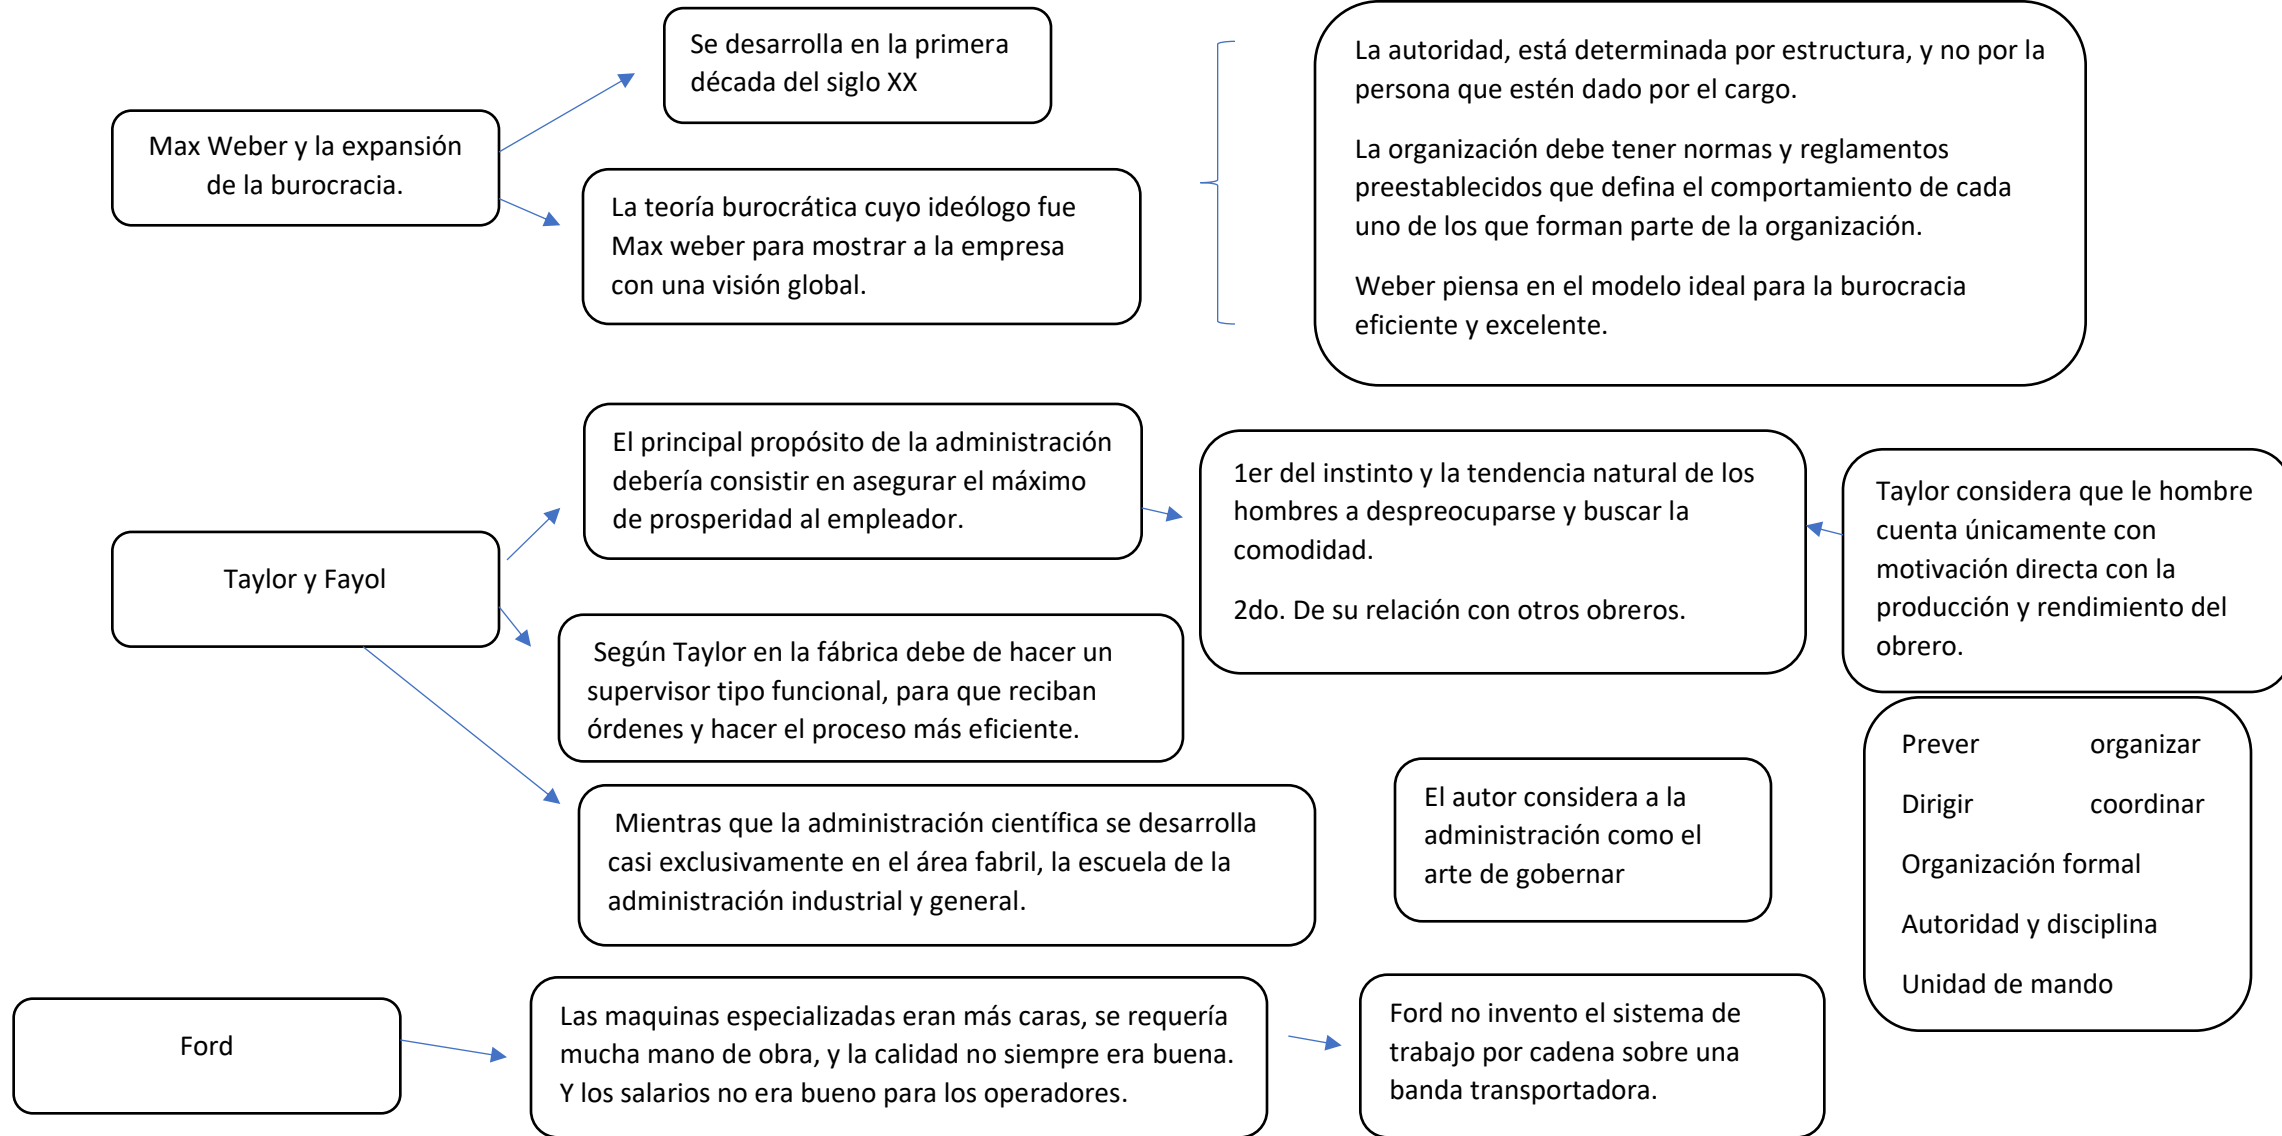 Max Weber y la expansión
de la burocracia.
Se desarrolla en la primera
década del siglo XX
La teoría burocrática cuyo ideólogo fue
Max weber para mostrar a la empresa
con una visión global.
La autoridad, está determinada por estructura, y no por la
persona que estén dado por el cargo.
La organización debe tener normas y reglamentos
preestablecidos que defina el comportamiento de cada
uno de los que forman parte de la organización.
Weber piensa en el modelo ideal para la burocracia
eficiente y excelente.
Taylor y Fayol
El principal propósito de la administración
debería consistir en asegurar el máximo
de prosperidad al empleador.
1er del instinto y la tendencia natural de los
hombres a despreocuparse y buscar la
comodidad.
2do. De su relación con otros obreros.
Taylor considera que le hombre
cuenta únicamente con
motivación directa con la
producción y rendimiento del
obrero.
Según Taylor en la fábrica debe de hacer un
supervisor tipo funcional, para que reciban
órdenes y hacer el proceso más eficiente.
Mientras que la administración científica se desarrolla
casi exclusivamente en el área fabril, la escuela de la
administración industrial y general.
El autor considera a la
administración como el
arte de gobernar
Prever organizar
Dirigir coordinar
Organización formal
Autoridad y disciplina
Unidad de mando
Ford
Las maquinas especializadas eran más caras, se requería
mucha mano de obra, y la calidad no siempre era buena.
Y los salarios no era bueno para los operadores.
Ford no invento el sistema de
trabajo por cadena sobre una
banda transportadora.